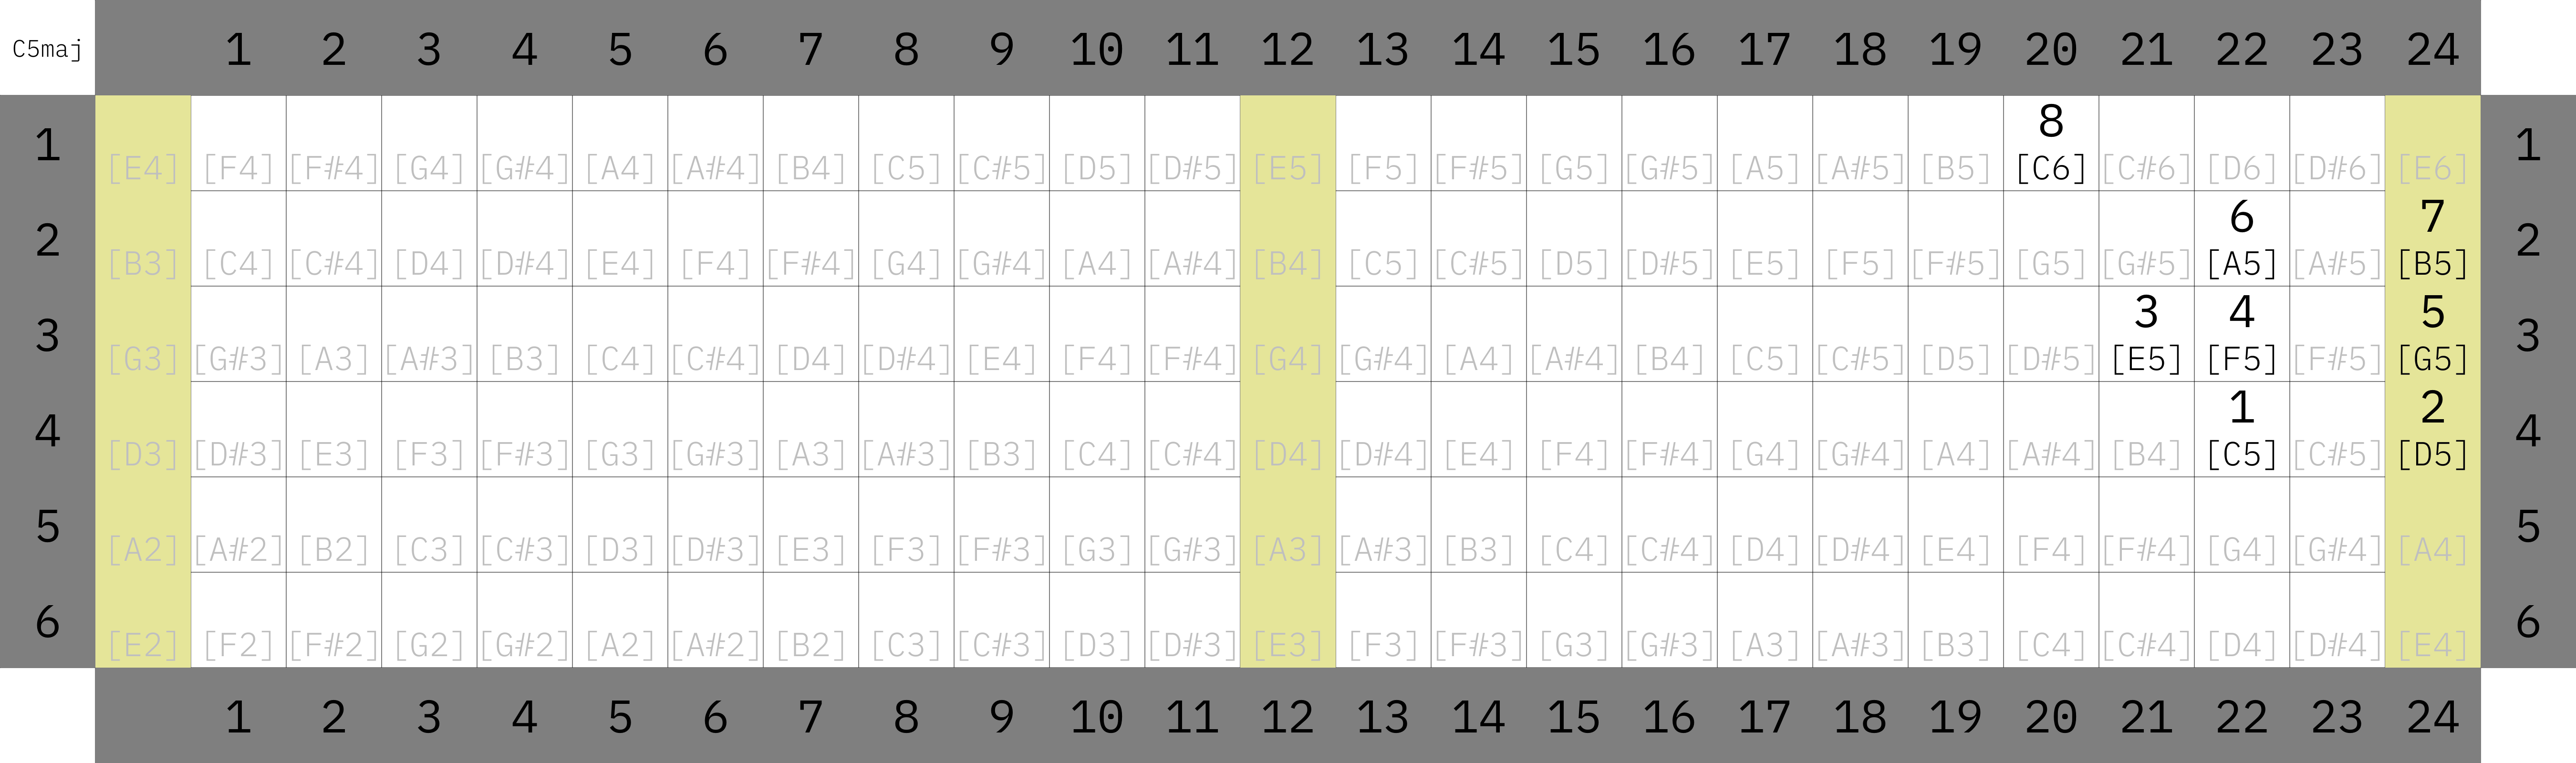 C5maj 1 2 3 4 5 6 7 8 9 10 11 12 13 14 15 16 17 18 19 20 21 22 23 24
8
1 [E4] [F4] [F#4] [G4] [G#4] [A4] [A#4] [B4] [C5] [C#5] [D5] [D#5] [E5] [F5] [F#5] [G5] [G#5] [A5] [A#5] [B5] [C6] [C#6] [D6] [D#6] [E6] 1
6 7
2 [B3] [C4] [C#4] [D4] [D#4] [E4] [F4] [F#4] [G4] [G#4] [A4] [A#4] [B4] [C5] [C#5] [D5] [D#5] [E5] [F5] [F#5] [G5] [G#5] [A5] [A#5] [B5] 2
3 4 5
3 [G3] [G#3] [A3] [A#3] [B3] [C4] [C#4] [D4] [D#4] [E4] [F4] [F#4] [G4] [G#4] [A4] [A#4] [B4] [C5] [C#5] [D5] [D#5] [E5] [F5] [F#5] [G5] 3
1 2
4 [D3] [D#3] [E3] [F3] [F#3] [G3] [G#3] [A3] [A#3] [B3] [C4] [C#4] [D4] [D#4] [E4] [F4] [F#4] [G4] [G#4] [A4] [A#4] [B4] [C5] [C#5] [D5] 4
5 [A2] [A#2] [B2] [C3] [C#3] [D3] [D#3] [E3] [F3] [F#3] [G3] [G#3] [A3] [A#3] [B3] [C4] [C#4] [D4] [D#4] [E4] [F4] [F#4] [G4] [G#4] [A4] 5
6 [E2] [F2] [F#2] [G2] [G#2] [A2] [A#2] [B2] [C3] [C#3] [D3] [D#3] [E3] [F3] [F#3] [G3] [G#3] [A3] [A#3] [B3] [C4] [C#4] [D4] [D#4] [E4] 6
1 2 3 4 5 6 7 8 9 10 11 12 13 14 15 16 17 18 19 20 21 22 23 24